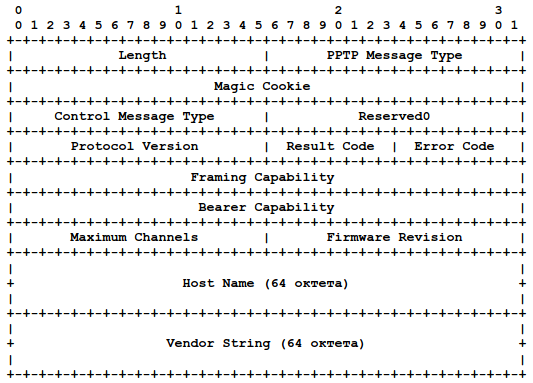 0                   1                   2                   3
 0 1 2 3 4 5 6 7 8 9 0 1 2 3 4 5 6 7 8 9 0 1 2 3 4 5 6 7 8 9 0 1
+-+-+-+-+-+-+-+-+-+-+-+-+-+-+-+-+-+-+-+-+-+-+-+-+-+-+-+-+-+-+-+-+
|             Length            |       PPTP Message Type       |
+-+-+-+-+-+-+-+-+-+-+-+-+-+-+-+-+-+-+-+-+-+-+-+-+-+-+-+-+-+-+-+-+
|                         Magic Cookie                          |
+-+-+-+-+-+-+-+-+-+-+-+-+-+-+-+-+-+-+-+-+-+-+-+-+-+-+-+-+-+-+-+-+
|     Control Message Type      |           Reserved0           |
+-+-+-+-+-+-+-+-+-+-+-+-+-+-+-+-+-+-+-+-+-+-+-+-+-+-+-+-+-+-+-+-+
|       Protocol Version        |  Result Code  |  Error Code   |
+-+-+-+-+-+-+-+-+-+-+-+-+-+-+-+-+-+-+-+-+-+-+-+-+-+-+-+-+-+-+-+-+
|                      Framing Capability                       |
+-+-+-+-+-+-+-+-+-+-+-+-+-+-+-+-+-+-+-+-+-+-+-+-+-+-+-+-+-+-+-+-+
|                       Bearer Capability                       |
+-+-+-+-+-+-+-+-+-+-+-+-+-+-+-+-+-+-+-+-+-+-+-+-+-+-+-+-+-+-+-+-+
|       Maximum Channels        |       Firmware Revision       |
+-+-+-+-+-+-+-+-+-+-+-+-+-+-+-+-+-+-+-+-+-+-+-+-+-+-+-+-+-+-+-+-+
|                                                               |
+                     Host Name (64 октета)                     +
|                                                               |
+-+-+-+-+-+-+-+-+-+-+-+-+-+-+-+-+-+-+-+-+-+-+-+-+-+-+-+-+-+-+-+-+
|                                                               |
+                   Vendor String (64 октета)                   +
|                                                               |
+-+-+-+-+-+-+-+-+-+-+-+-+-+-+-+-+-+-+-+-+-+-+-+-+-+-+-+-+-+-+-+-+